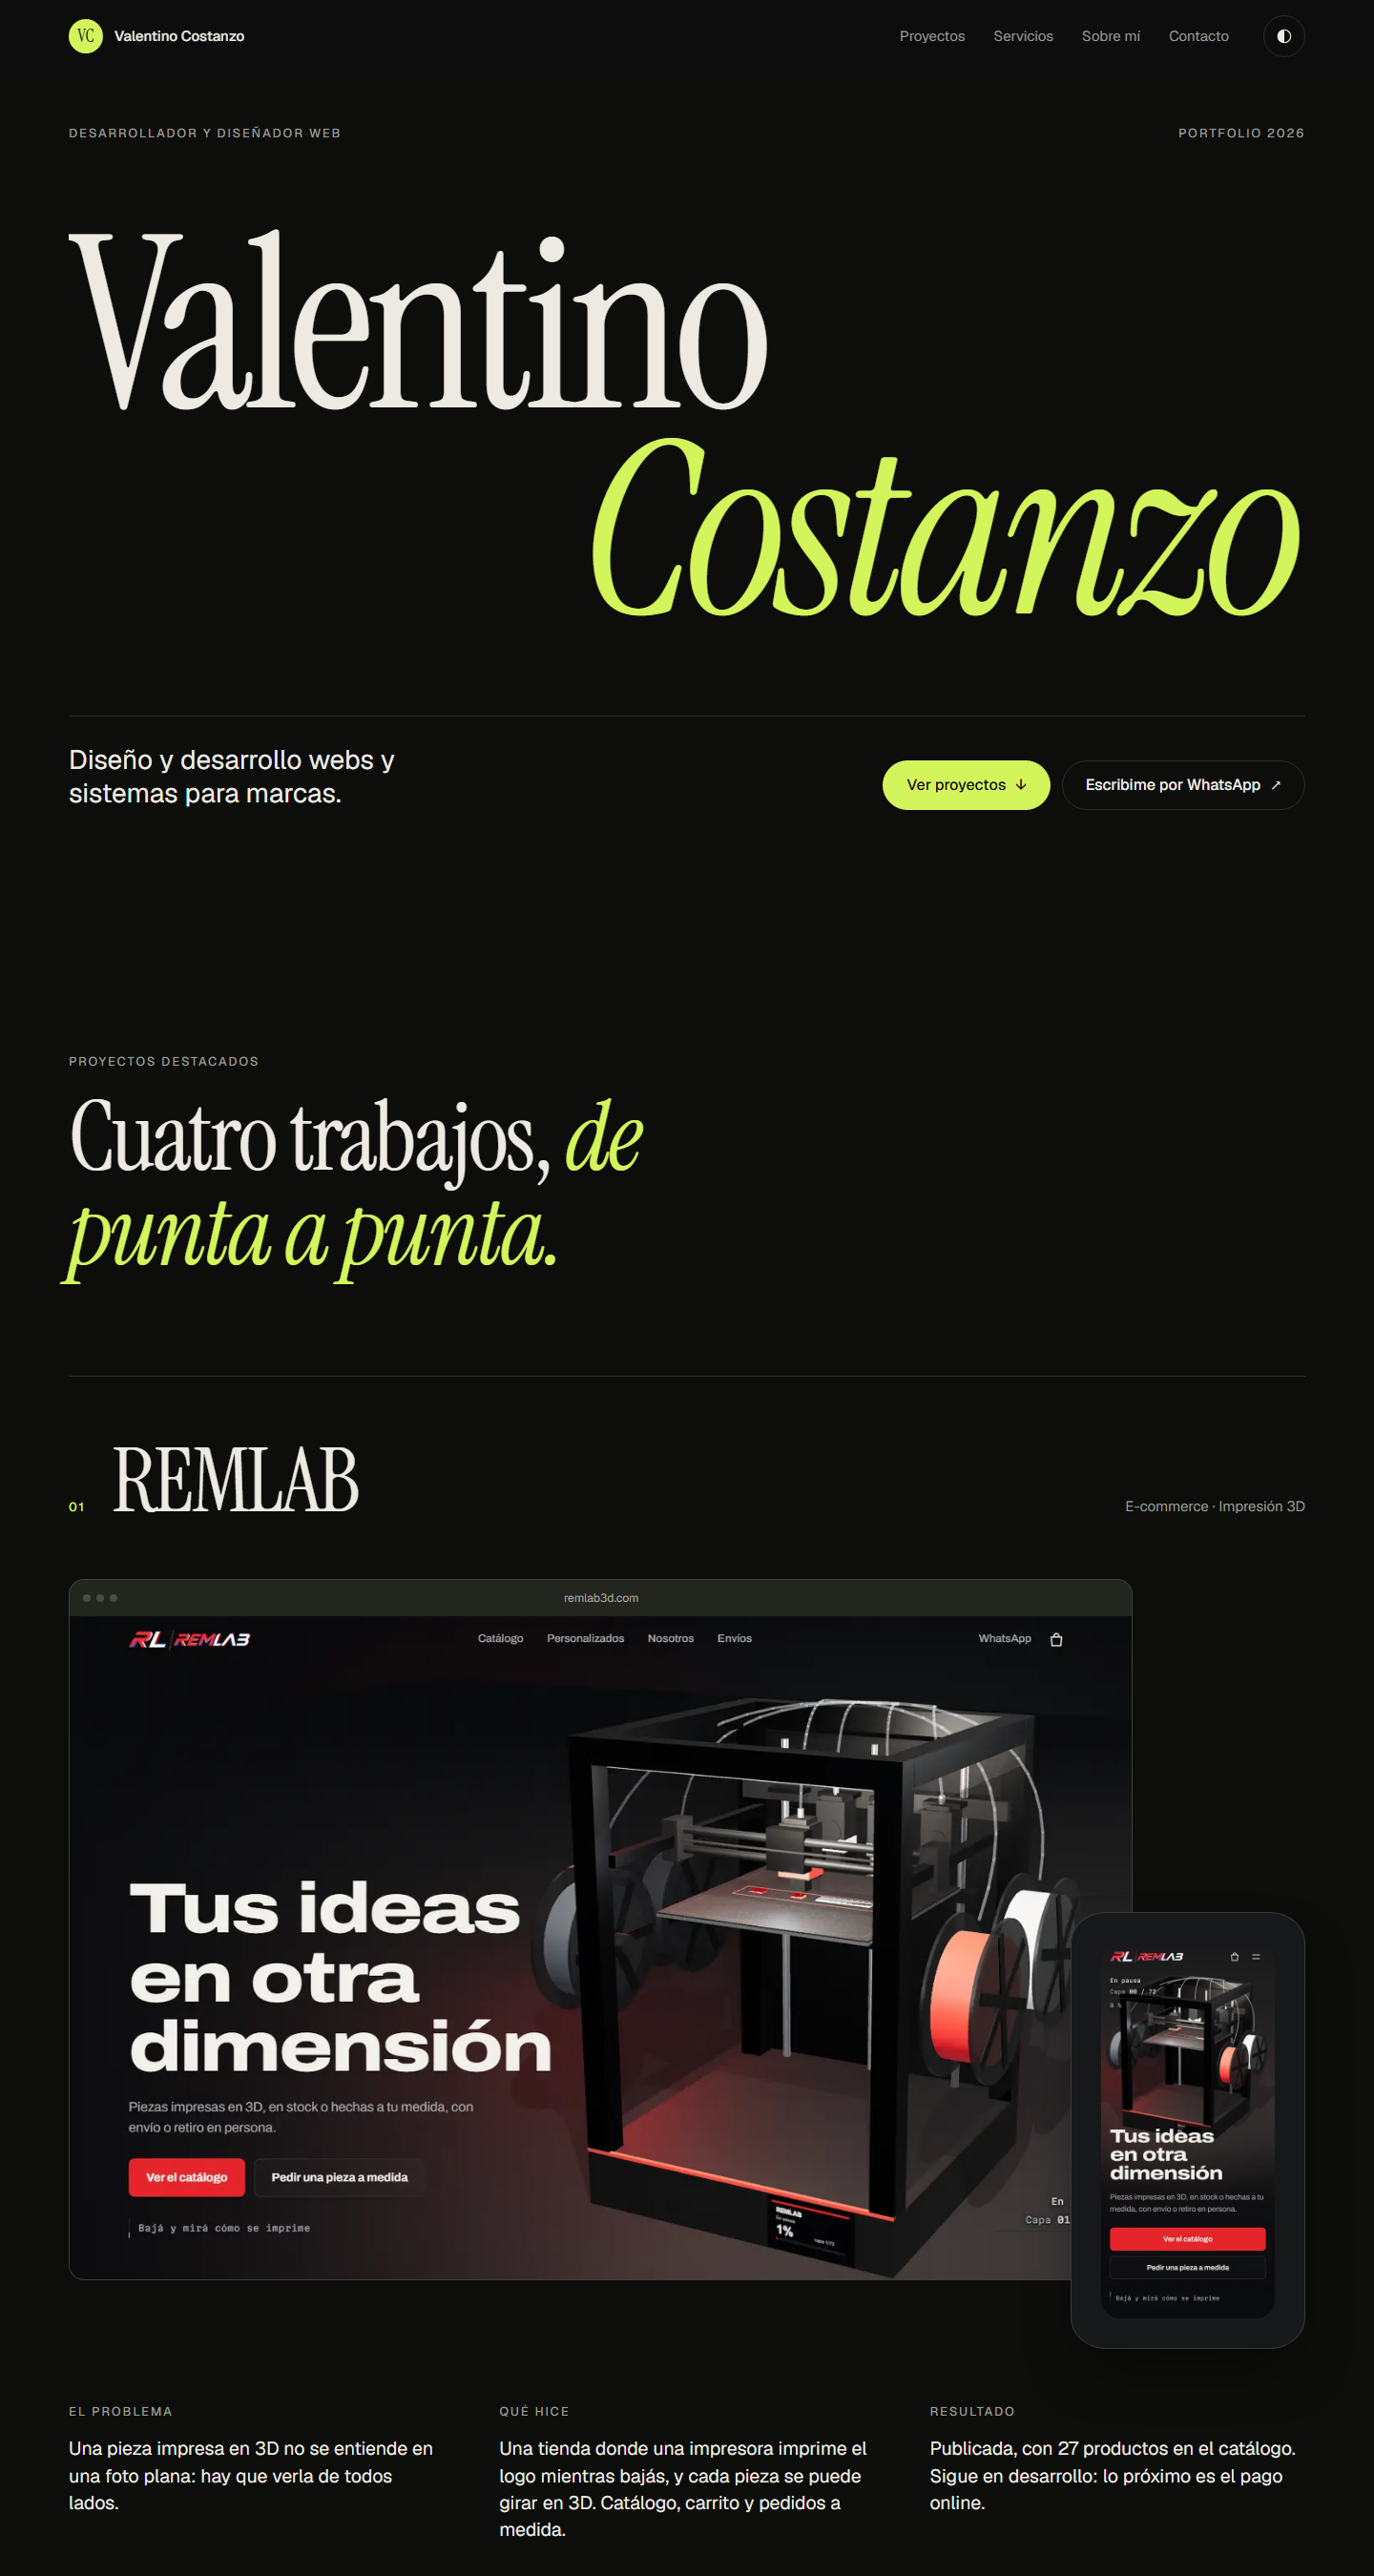 VC
Valentino Costanzo
Proyectos
Servicios
Sobre mí
Contacto
DESARROLLADOR Y DISEÑADOR WEB
PORTFOLIO 2026
Valentino
Costanzo
Diseño y desarrollo webs y
sistemas para marcas.
Ver proyectos ↓
Escribime por WhatsApp ↗
PROYECTOS DESTACADOS
Cuatro trabajos, de
punta a punta.
01
REMLAB
E-commerce · Impresión 3D
remlab3d.com
RL REMLAB
Catálogo
Personalizados
Nosotros
Envíos
WhatsApp
Tus ideas
en otra
dimensión
Piezas impresas en 3D, en stock o hechas a tu medida, con
envío o retiro en persona.
Ver el catálogo
Pedir una pieza a medida
Bajá y mirá cómo se imprime
REMLAB
En pausa
1%
En
Capa 01
RL REMLAB
En pausa
Capa 00 / 72
0 %
Tus ideas
en otra
dimensión
Piezas impresas en 3D, en stock o hechas a tu
medida, con envío o retiro en persona.
Ver el catálogo
Pedir una pieza a medida
Bajá y mirá cómo se imprime
EL PROBLEMA
Una pieza impresa en 3D no se entiende en
una foto plana: hay que verla de todos
lados.
QUÉ HICE
Una tienda donde una impresora imprime el
logo mientras bajás, y cada pieza se puede
girar en 3D. Catálogo, carrito y pedidos a
medida.
RESULTADO
Publicada, con 27 productos en el catálogo.
Sigue en desarrollo: lo próximo es el pago
online.